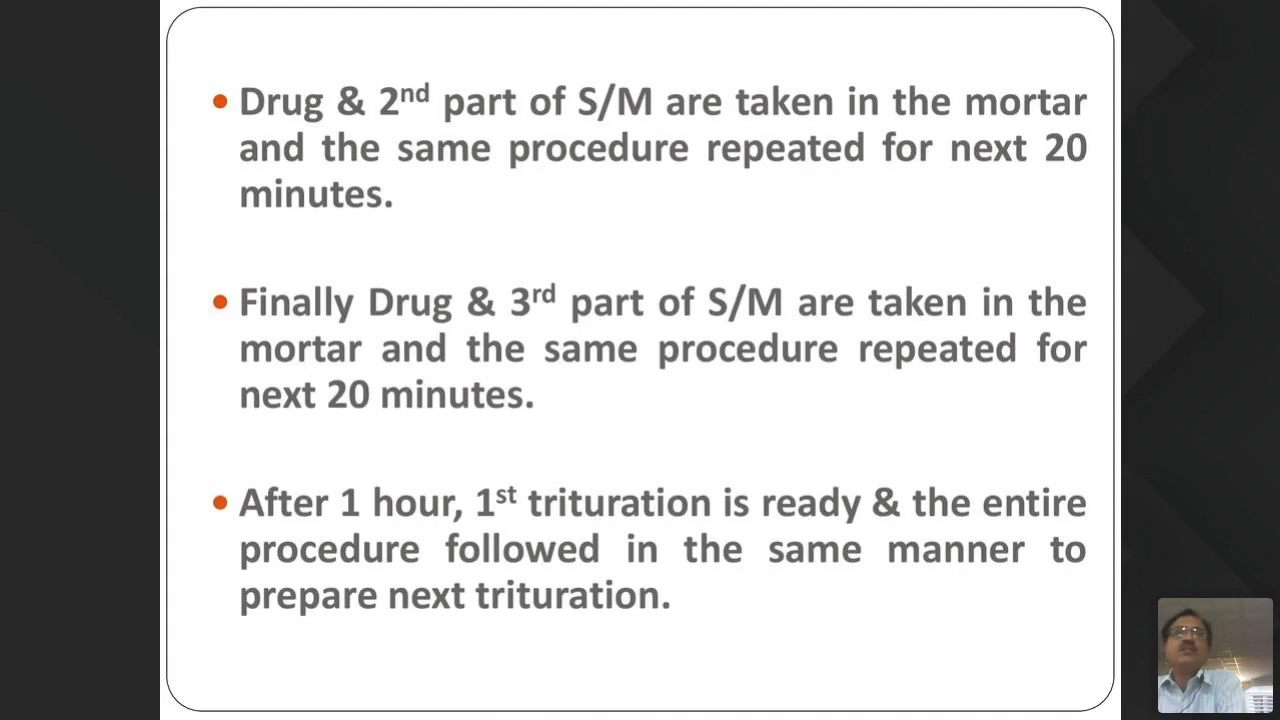 • Drug & 2nd part of S/M are taken in the mortar
and the same procedure repeated for next 20
minutes.
• Finally Drug & 3rd part of S/M are taken in the
mortar and the same procedure repeated for
next 20 minutes.
• After 1 hour, 1st trituration is ready & the entire
procedure followed in the same manner to
prepare next trituration.